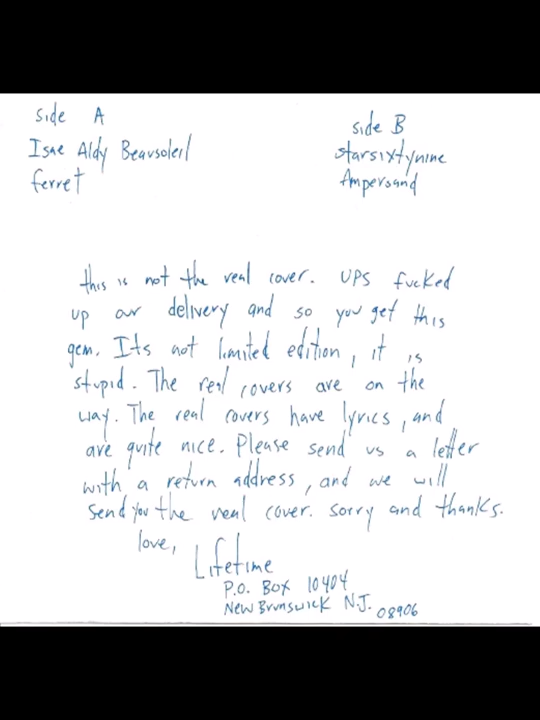 side A
Isae Aldy Beausoleil
ferret
side B
starsixtynine
Ampersand
this is not the real cover. UPS fucked
up our delivery and so you get this
gem. Its not limited edition, it is
stupid. The real covers are on the
way. The real covers have lyrics, and
are quite nice. Please send us a letter
with a return address, and we will
send you the real cover. sorry and thanks.
love,
Lifetime
P.O. Box 10404
New Brunswick N.J. 08906